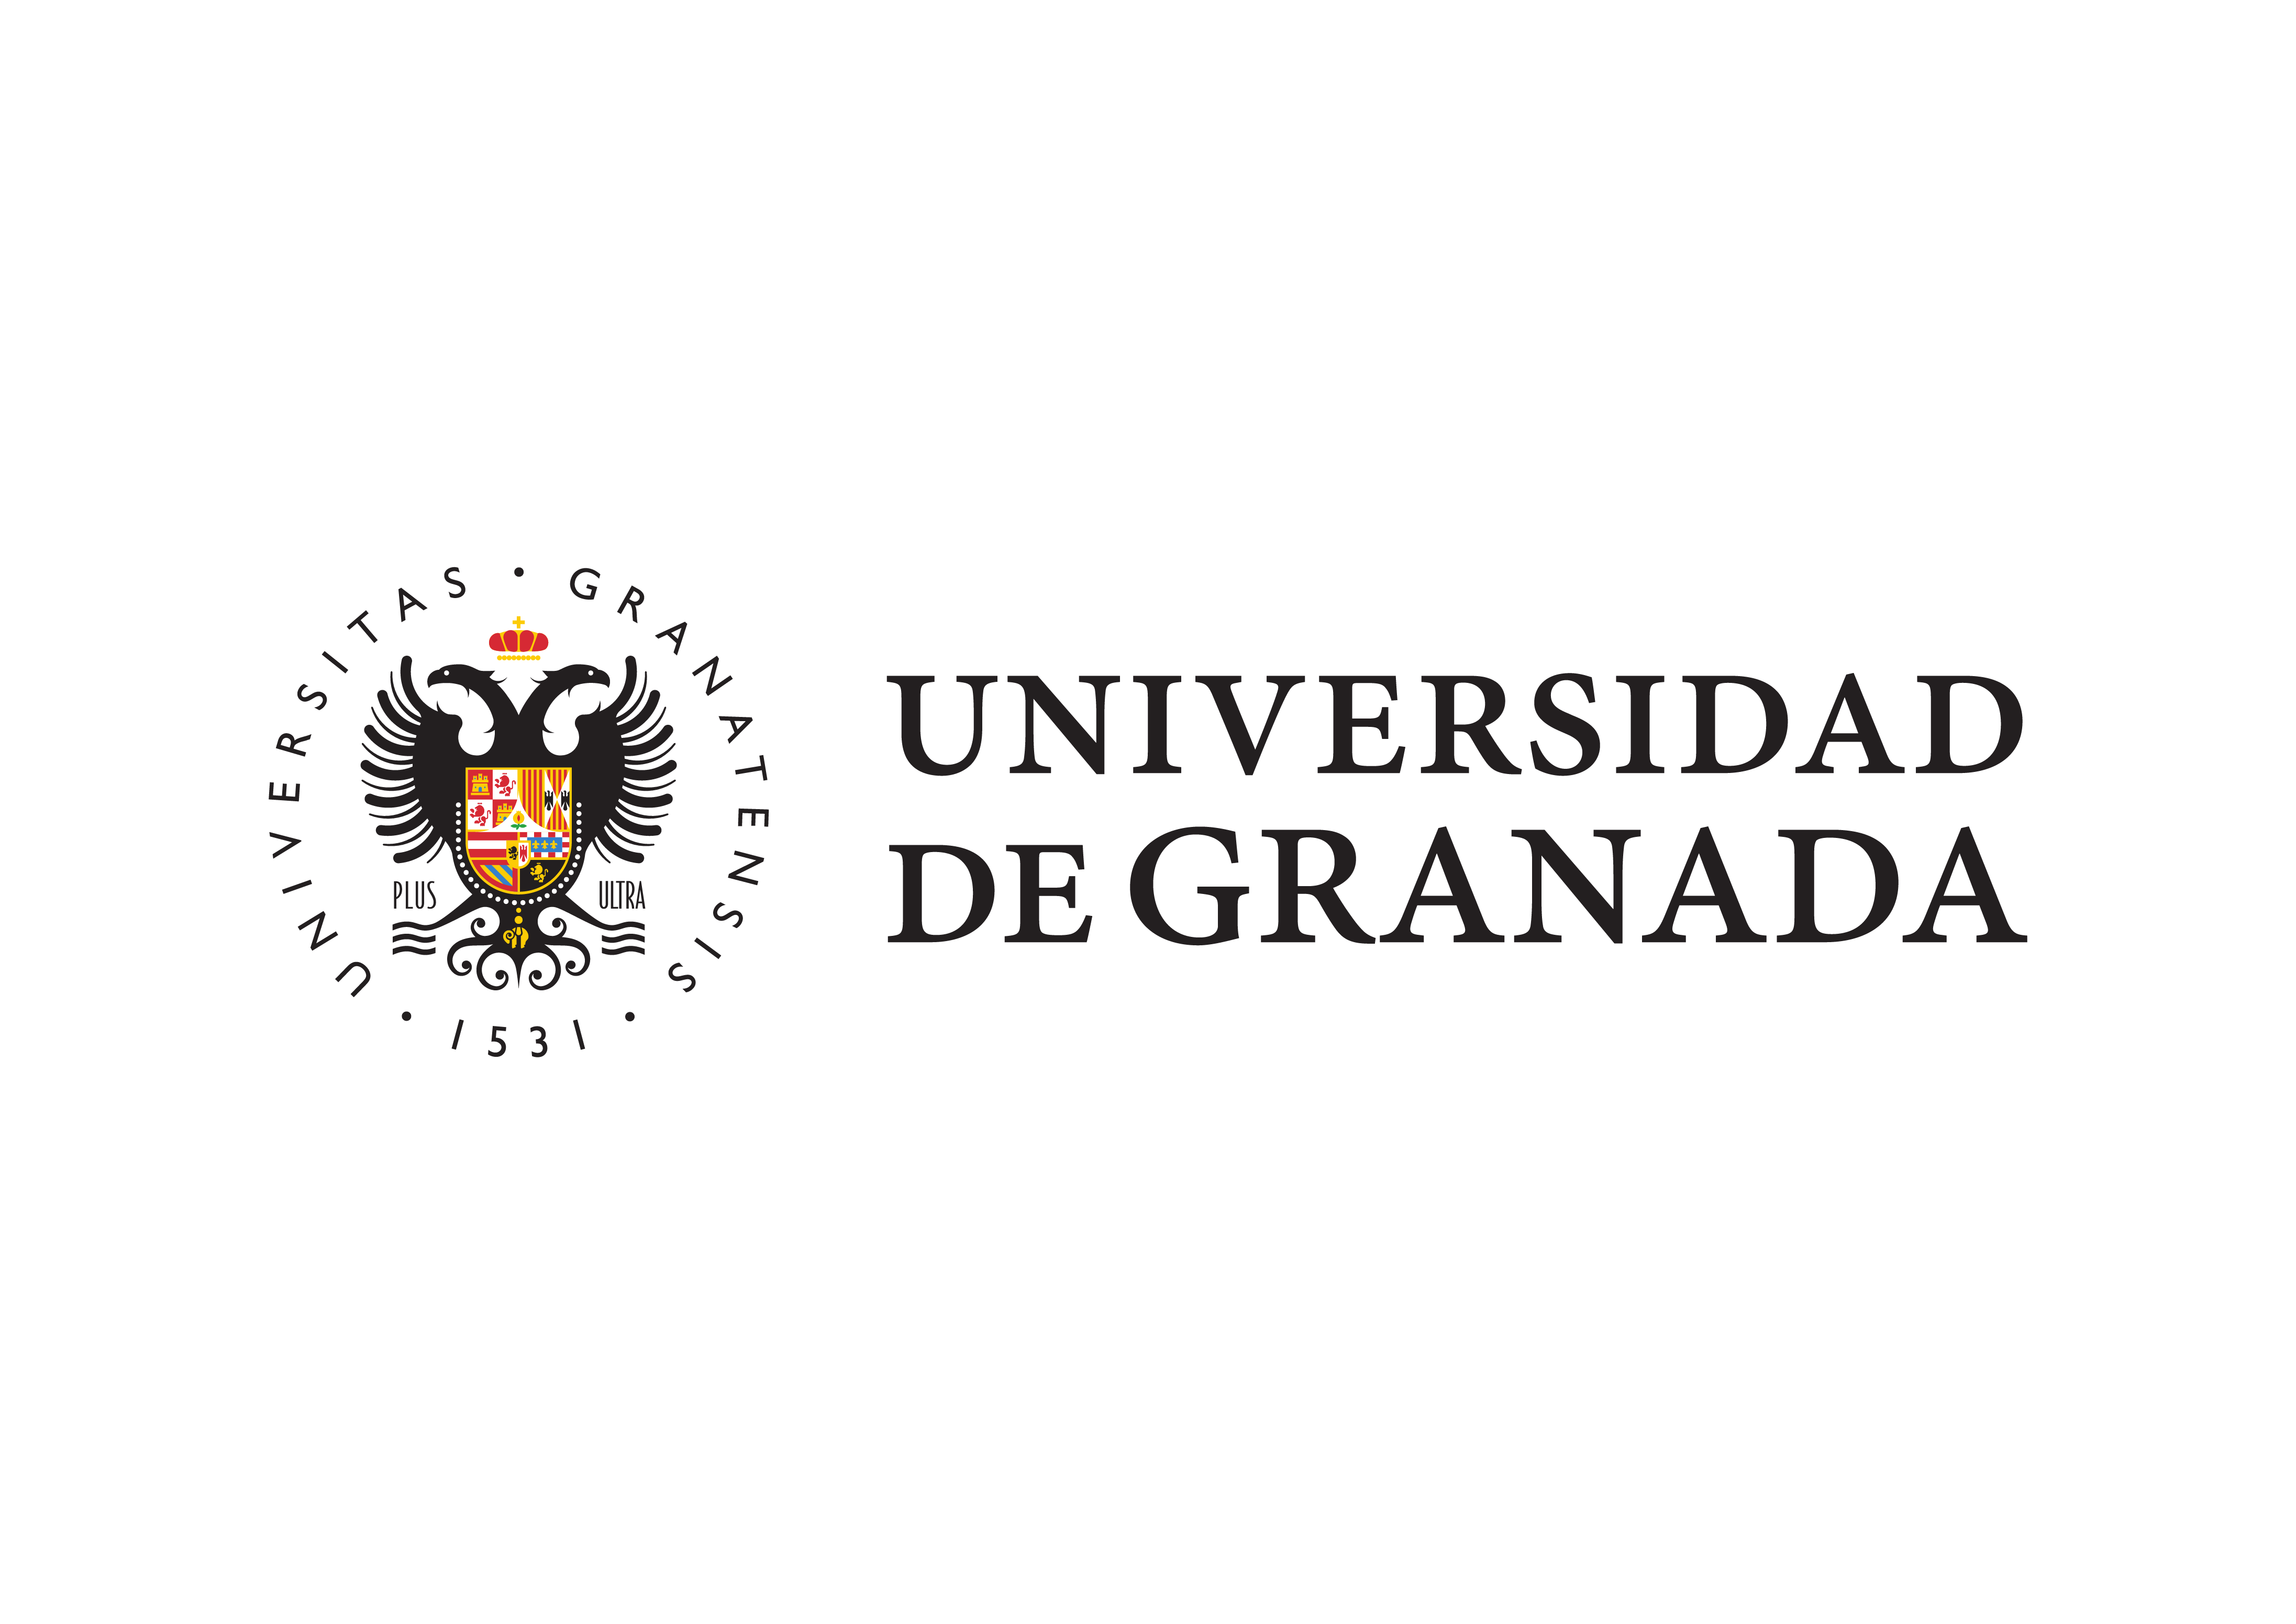 UNIVERSITAS · GRANATENSIS · 1531 ·
PLUS ULTRA
UNIVERSIDAD
DE GRANADA